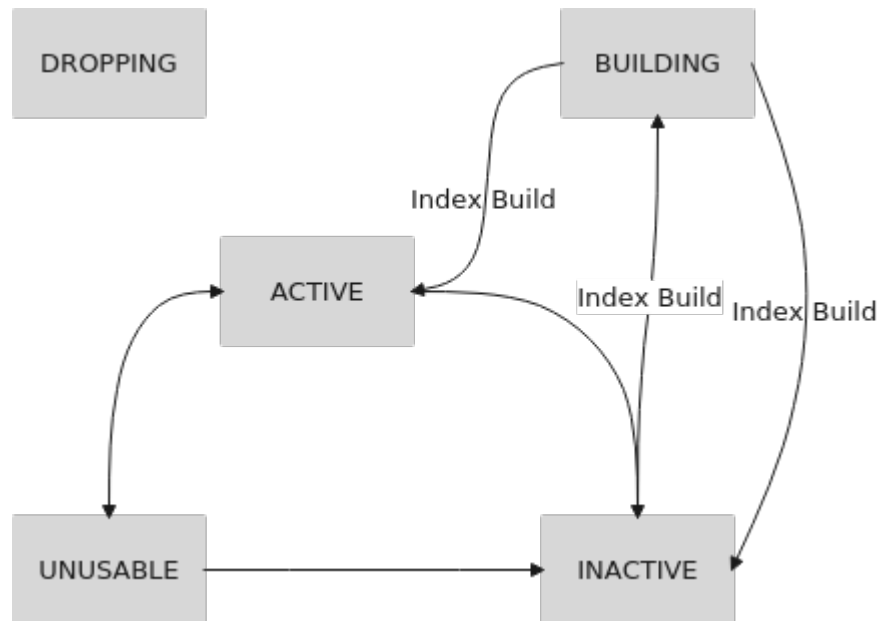 DROPPING
BUILDING
Index Build
ACTIVE
Index Build
Index Build
UNUSABLE
INACTIVE